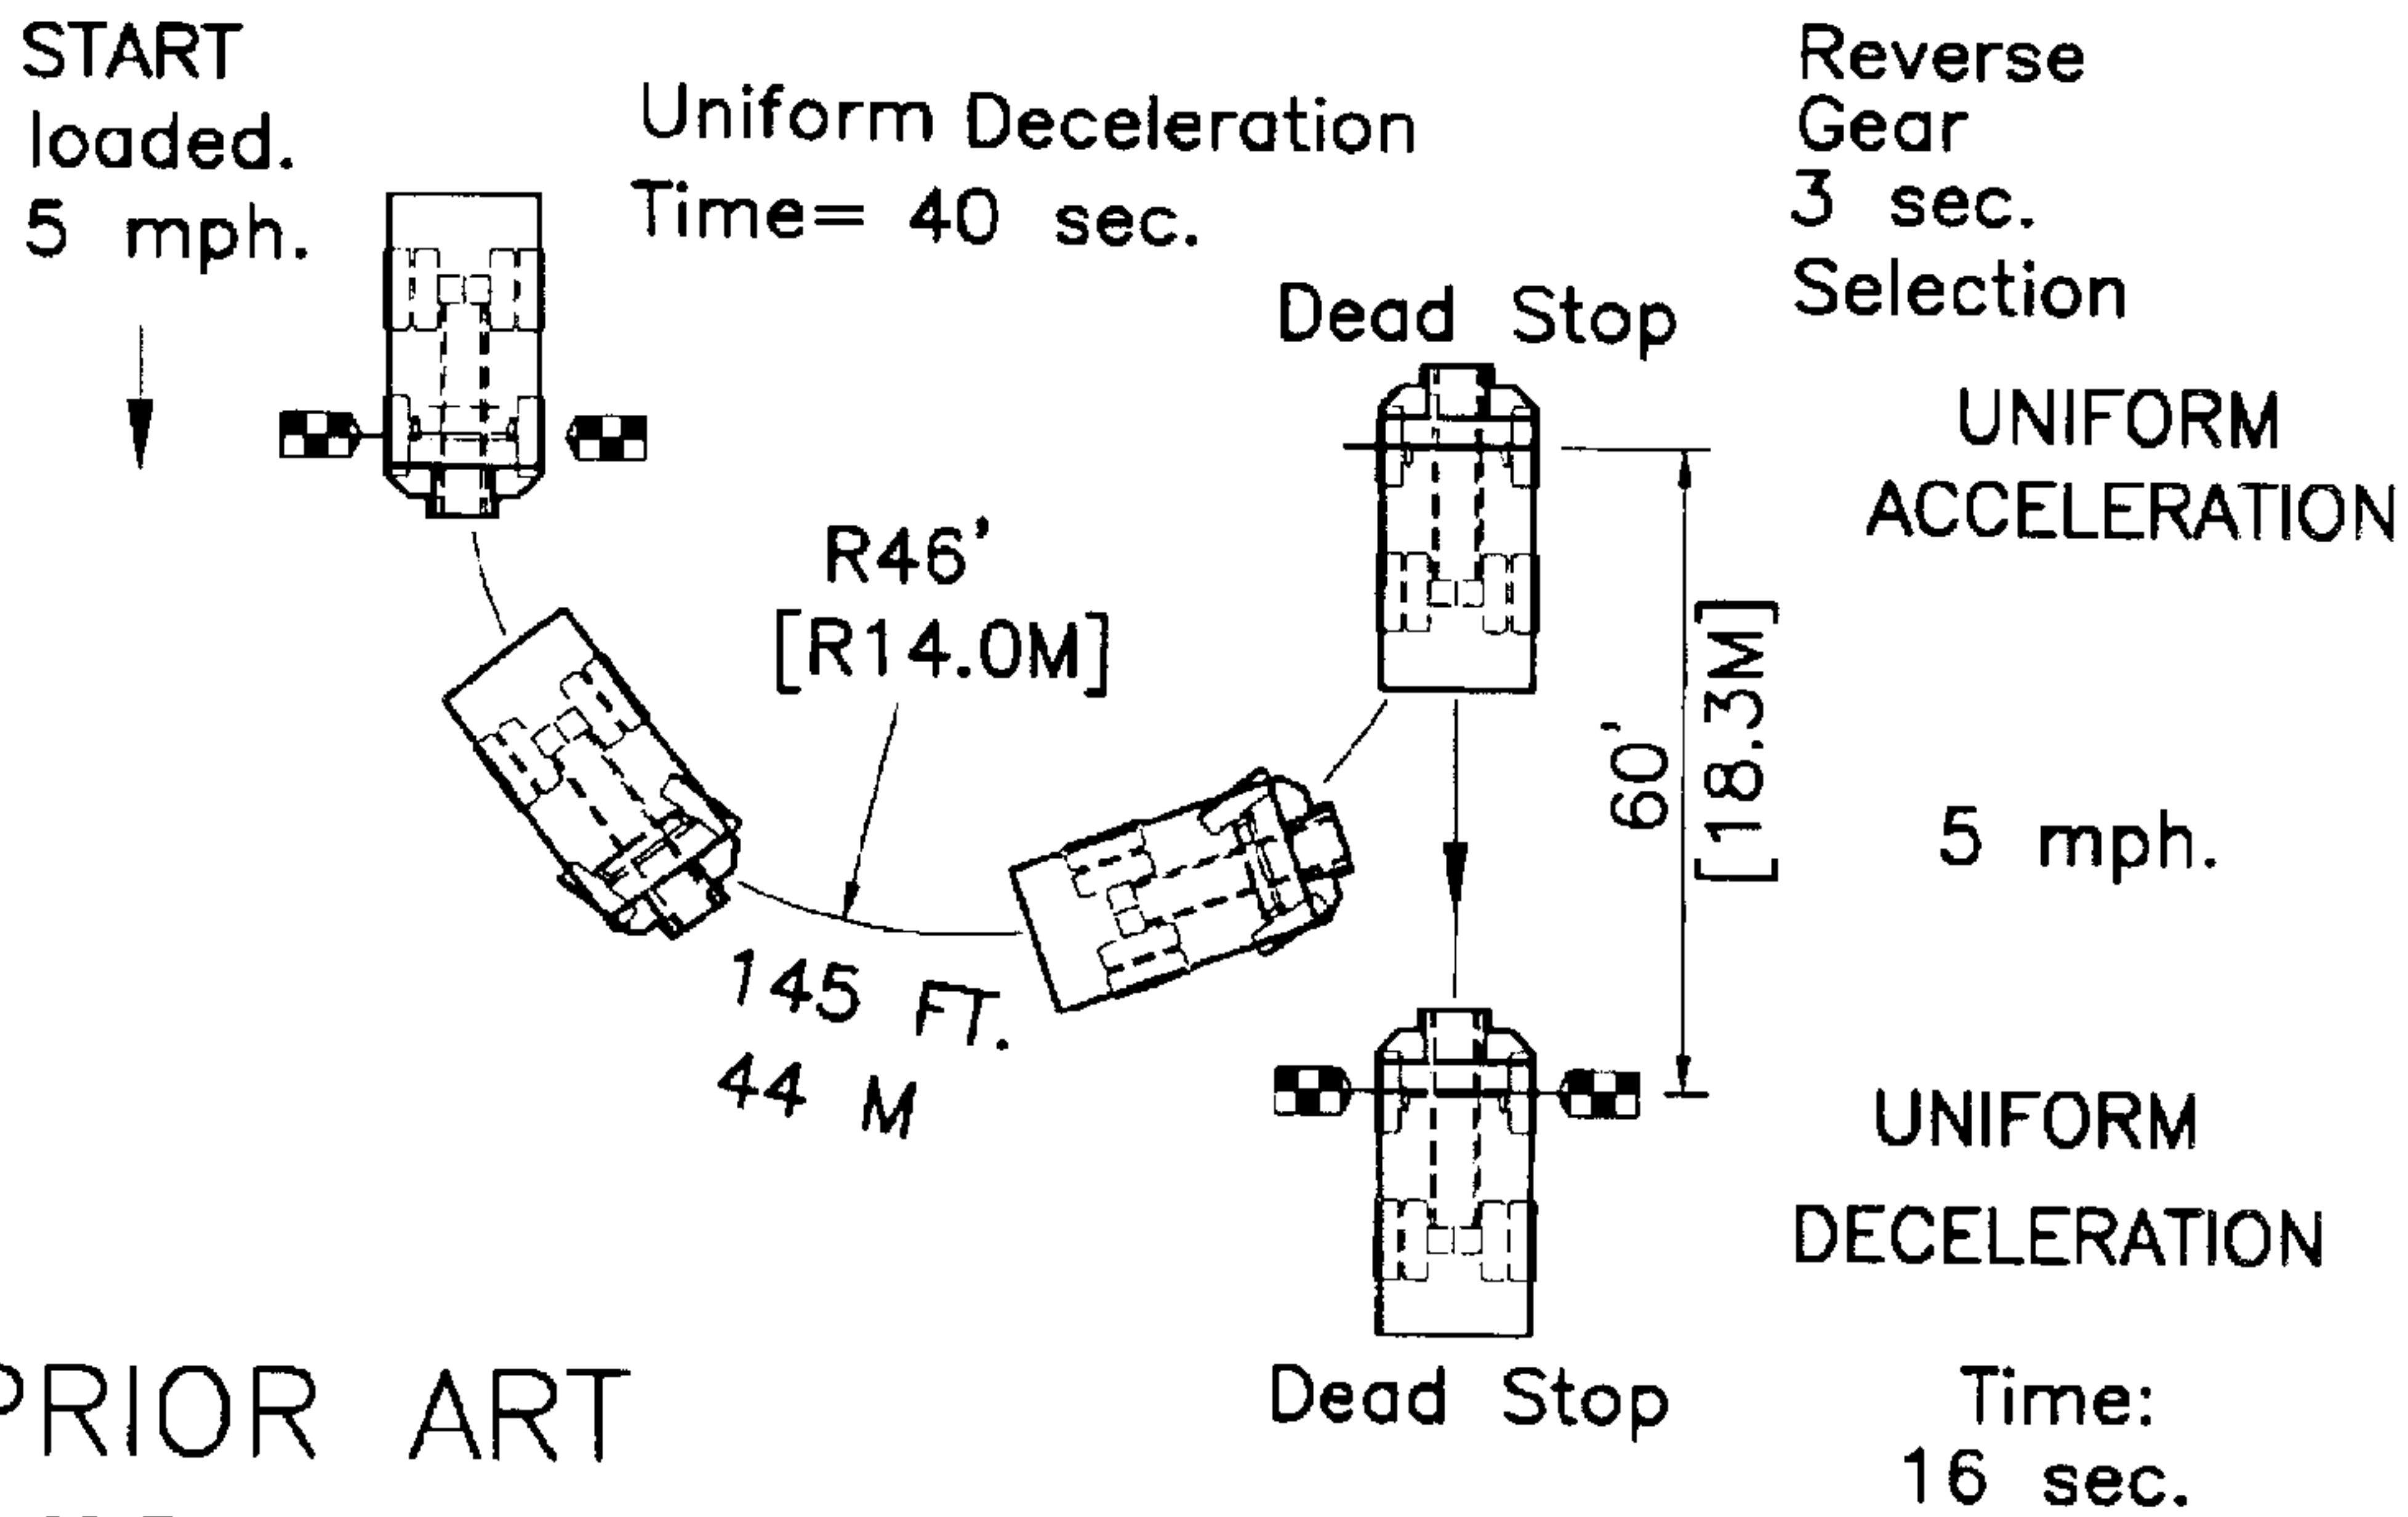 START
loaded.
5 mph.
Uniform Deceleration
Time= 40 sec.
Reverse
Gear
3 sec.
Selection
Dead Stop
UNIFORM
ACCELERATION
R46'
[R14.0M]
60'
[18.3M]
5 mph.
145 FT.
44 M
UNIFORM
DECELERATION
Dead Stop
Time:
16 sec.
PRIOR ART